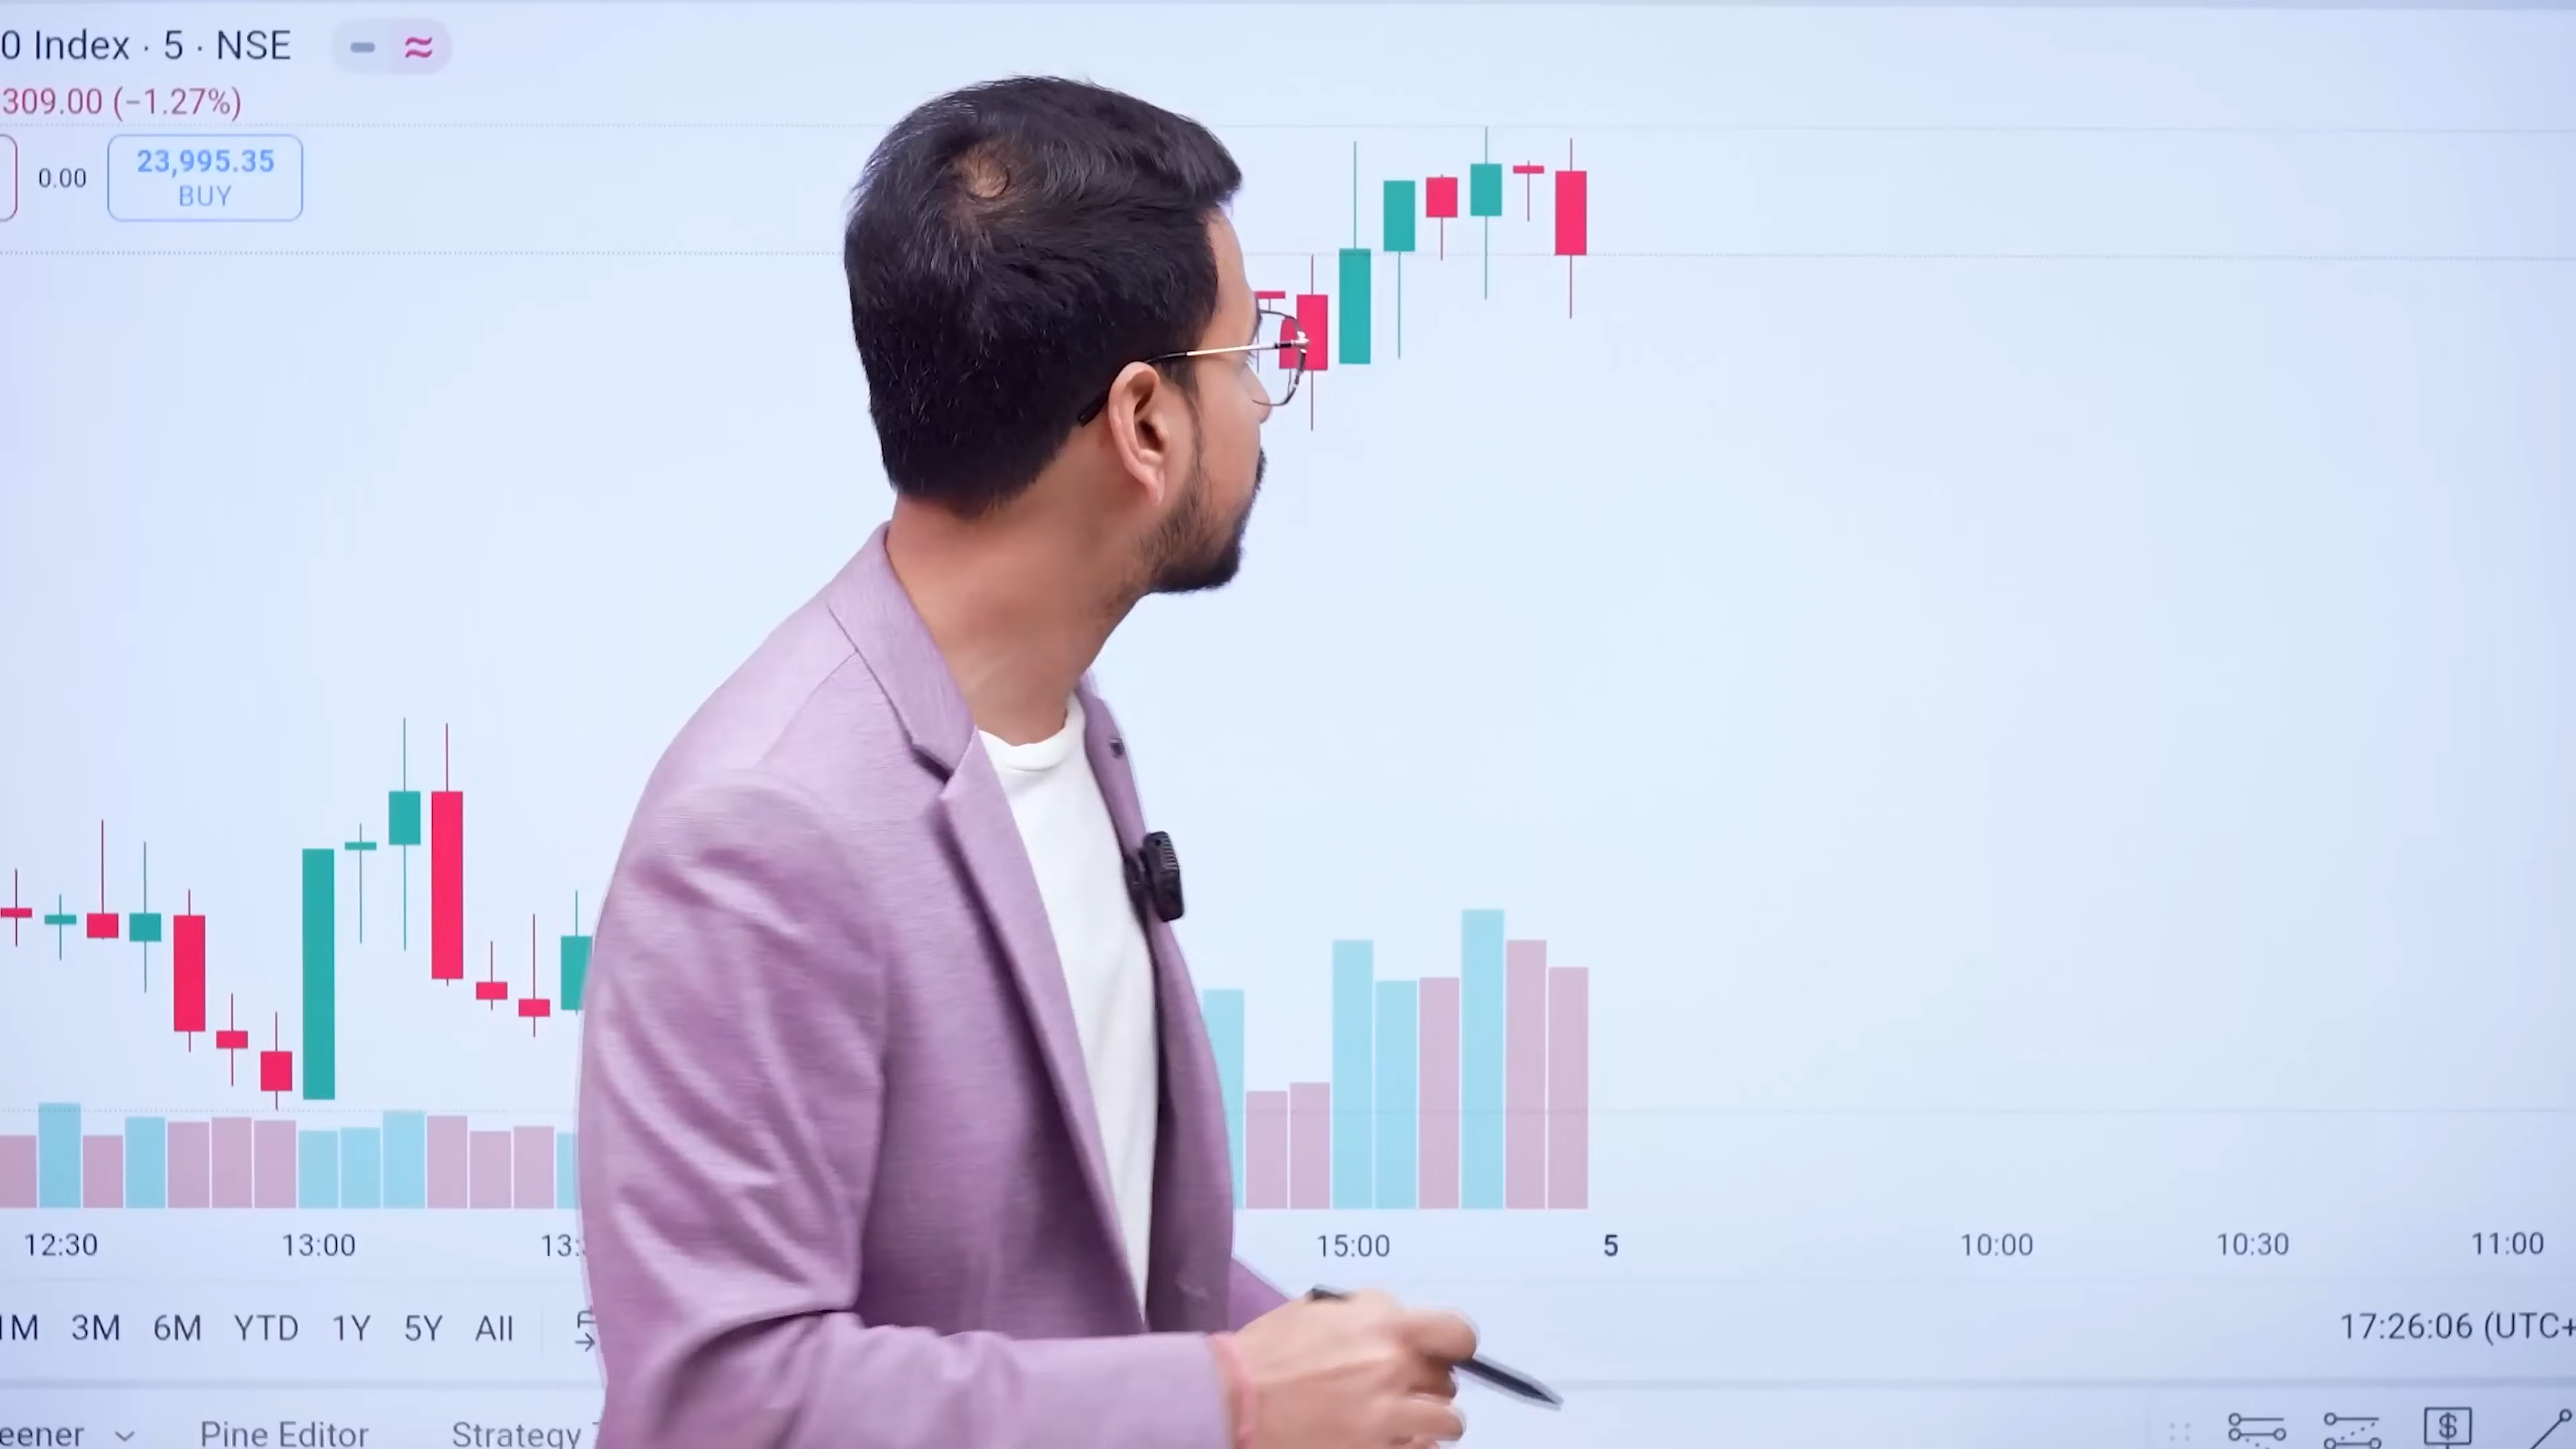 0 Index · 5 · NSE
309.00 (−1.27%)
0.00
23,995.35
BUY
12:30 13:00 15:00 5 10:00 10:30 11:00
1M 3M 6M YTD 1Y 5Y All
17:26:06 (UTC+
Pine Editor Strategy